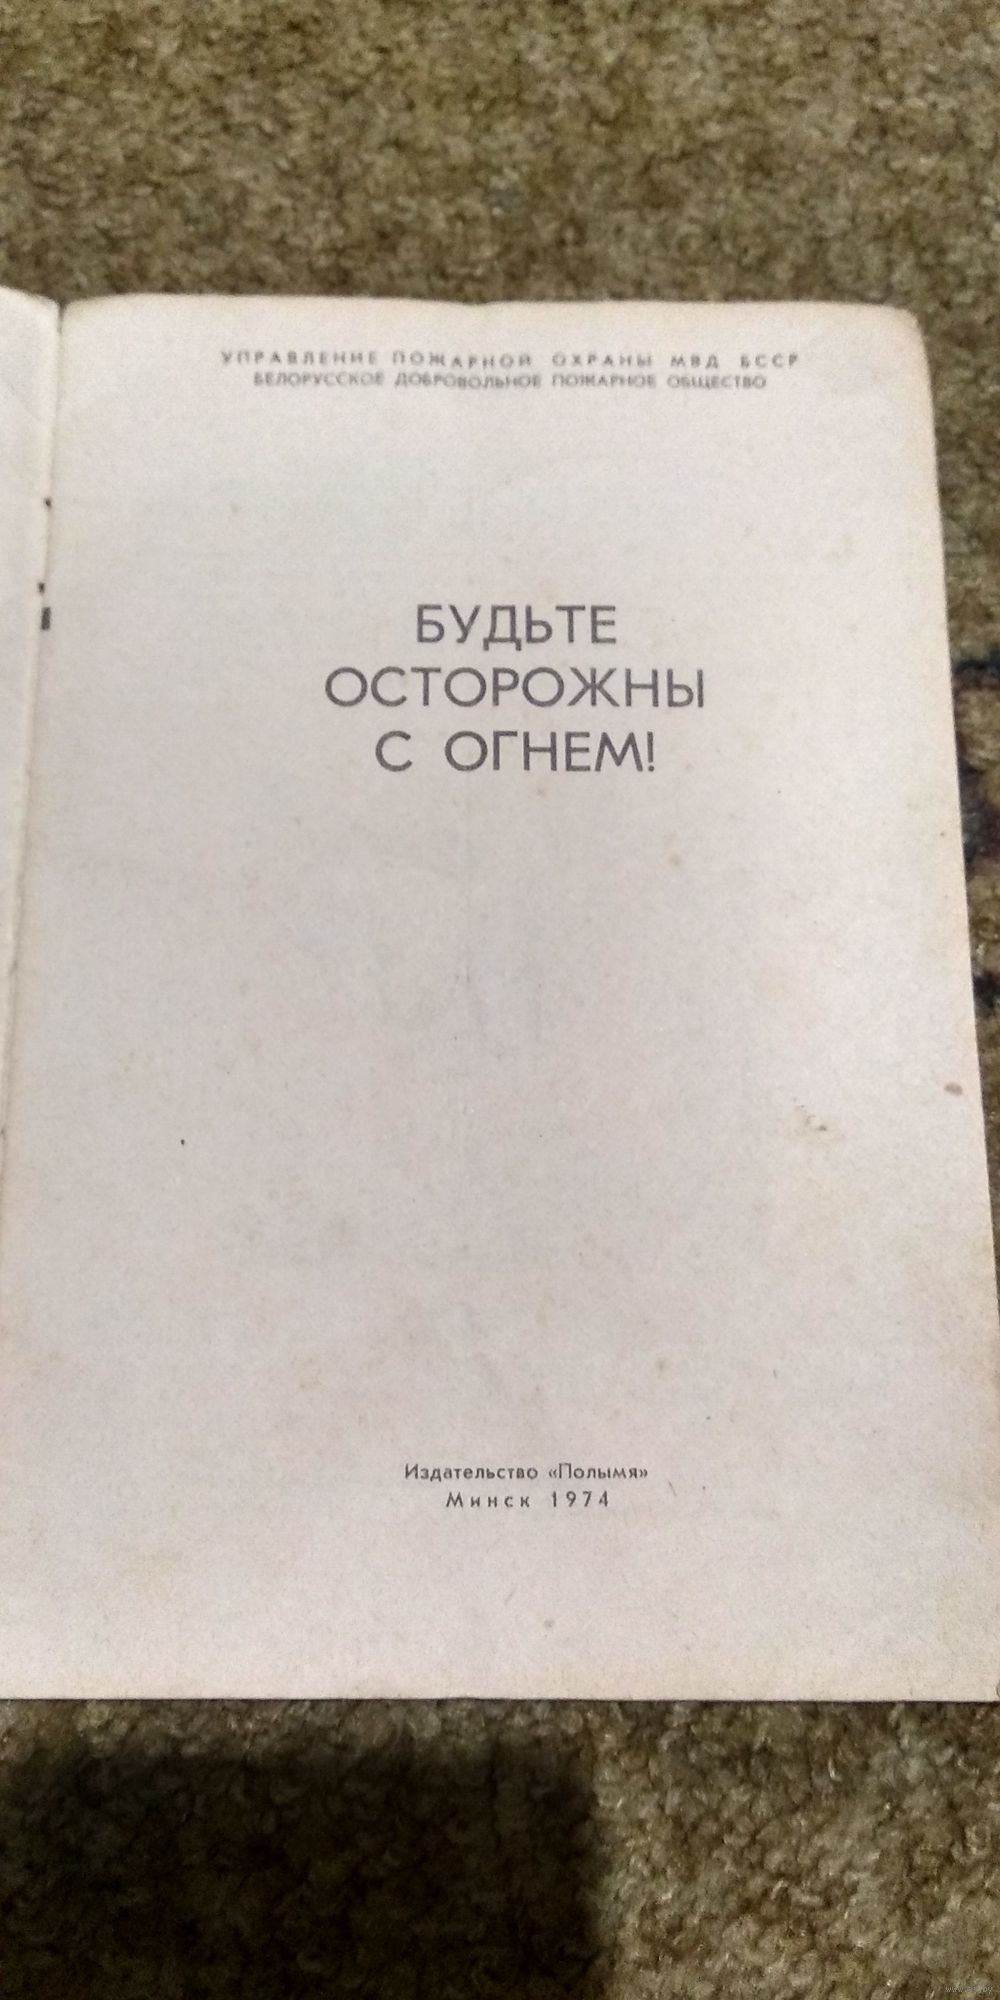 УПРАВЛЕНИЕ ПОЖАРНОЙ ОХРАНЫ МВД БССР
БЕЛОРУССКОЕ ДОБРОВОЛЬНОЕ ПОЖАРНОЕ ОБЩЕСТВО
БУДЬТЕ
ОСТОРОЖНЫ
С ОГНЕМ!
Издательство «Полымя»
Минск 1974